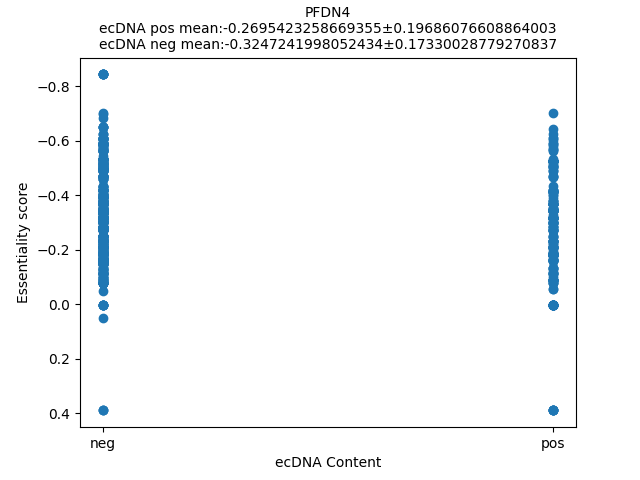 PFDN4
ecDNA pos mean:-0.2695423258669355±0.19686076608864003
ecDNA neg mean:-0.3247241998052434±0.17330028779270837
Essentiality score
−0.8
−0.6
−0.4
−0.2
0.0
0.2
0.4
neg
pos
ecDNA Content